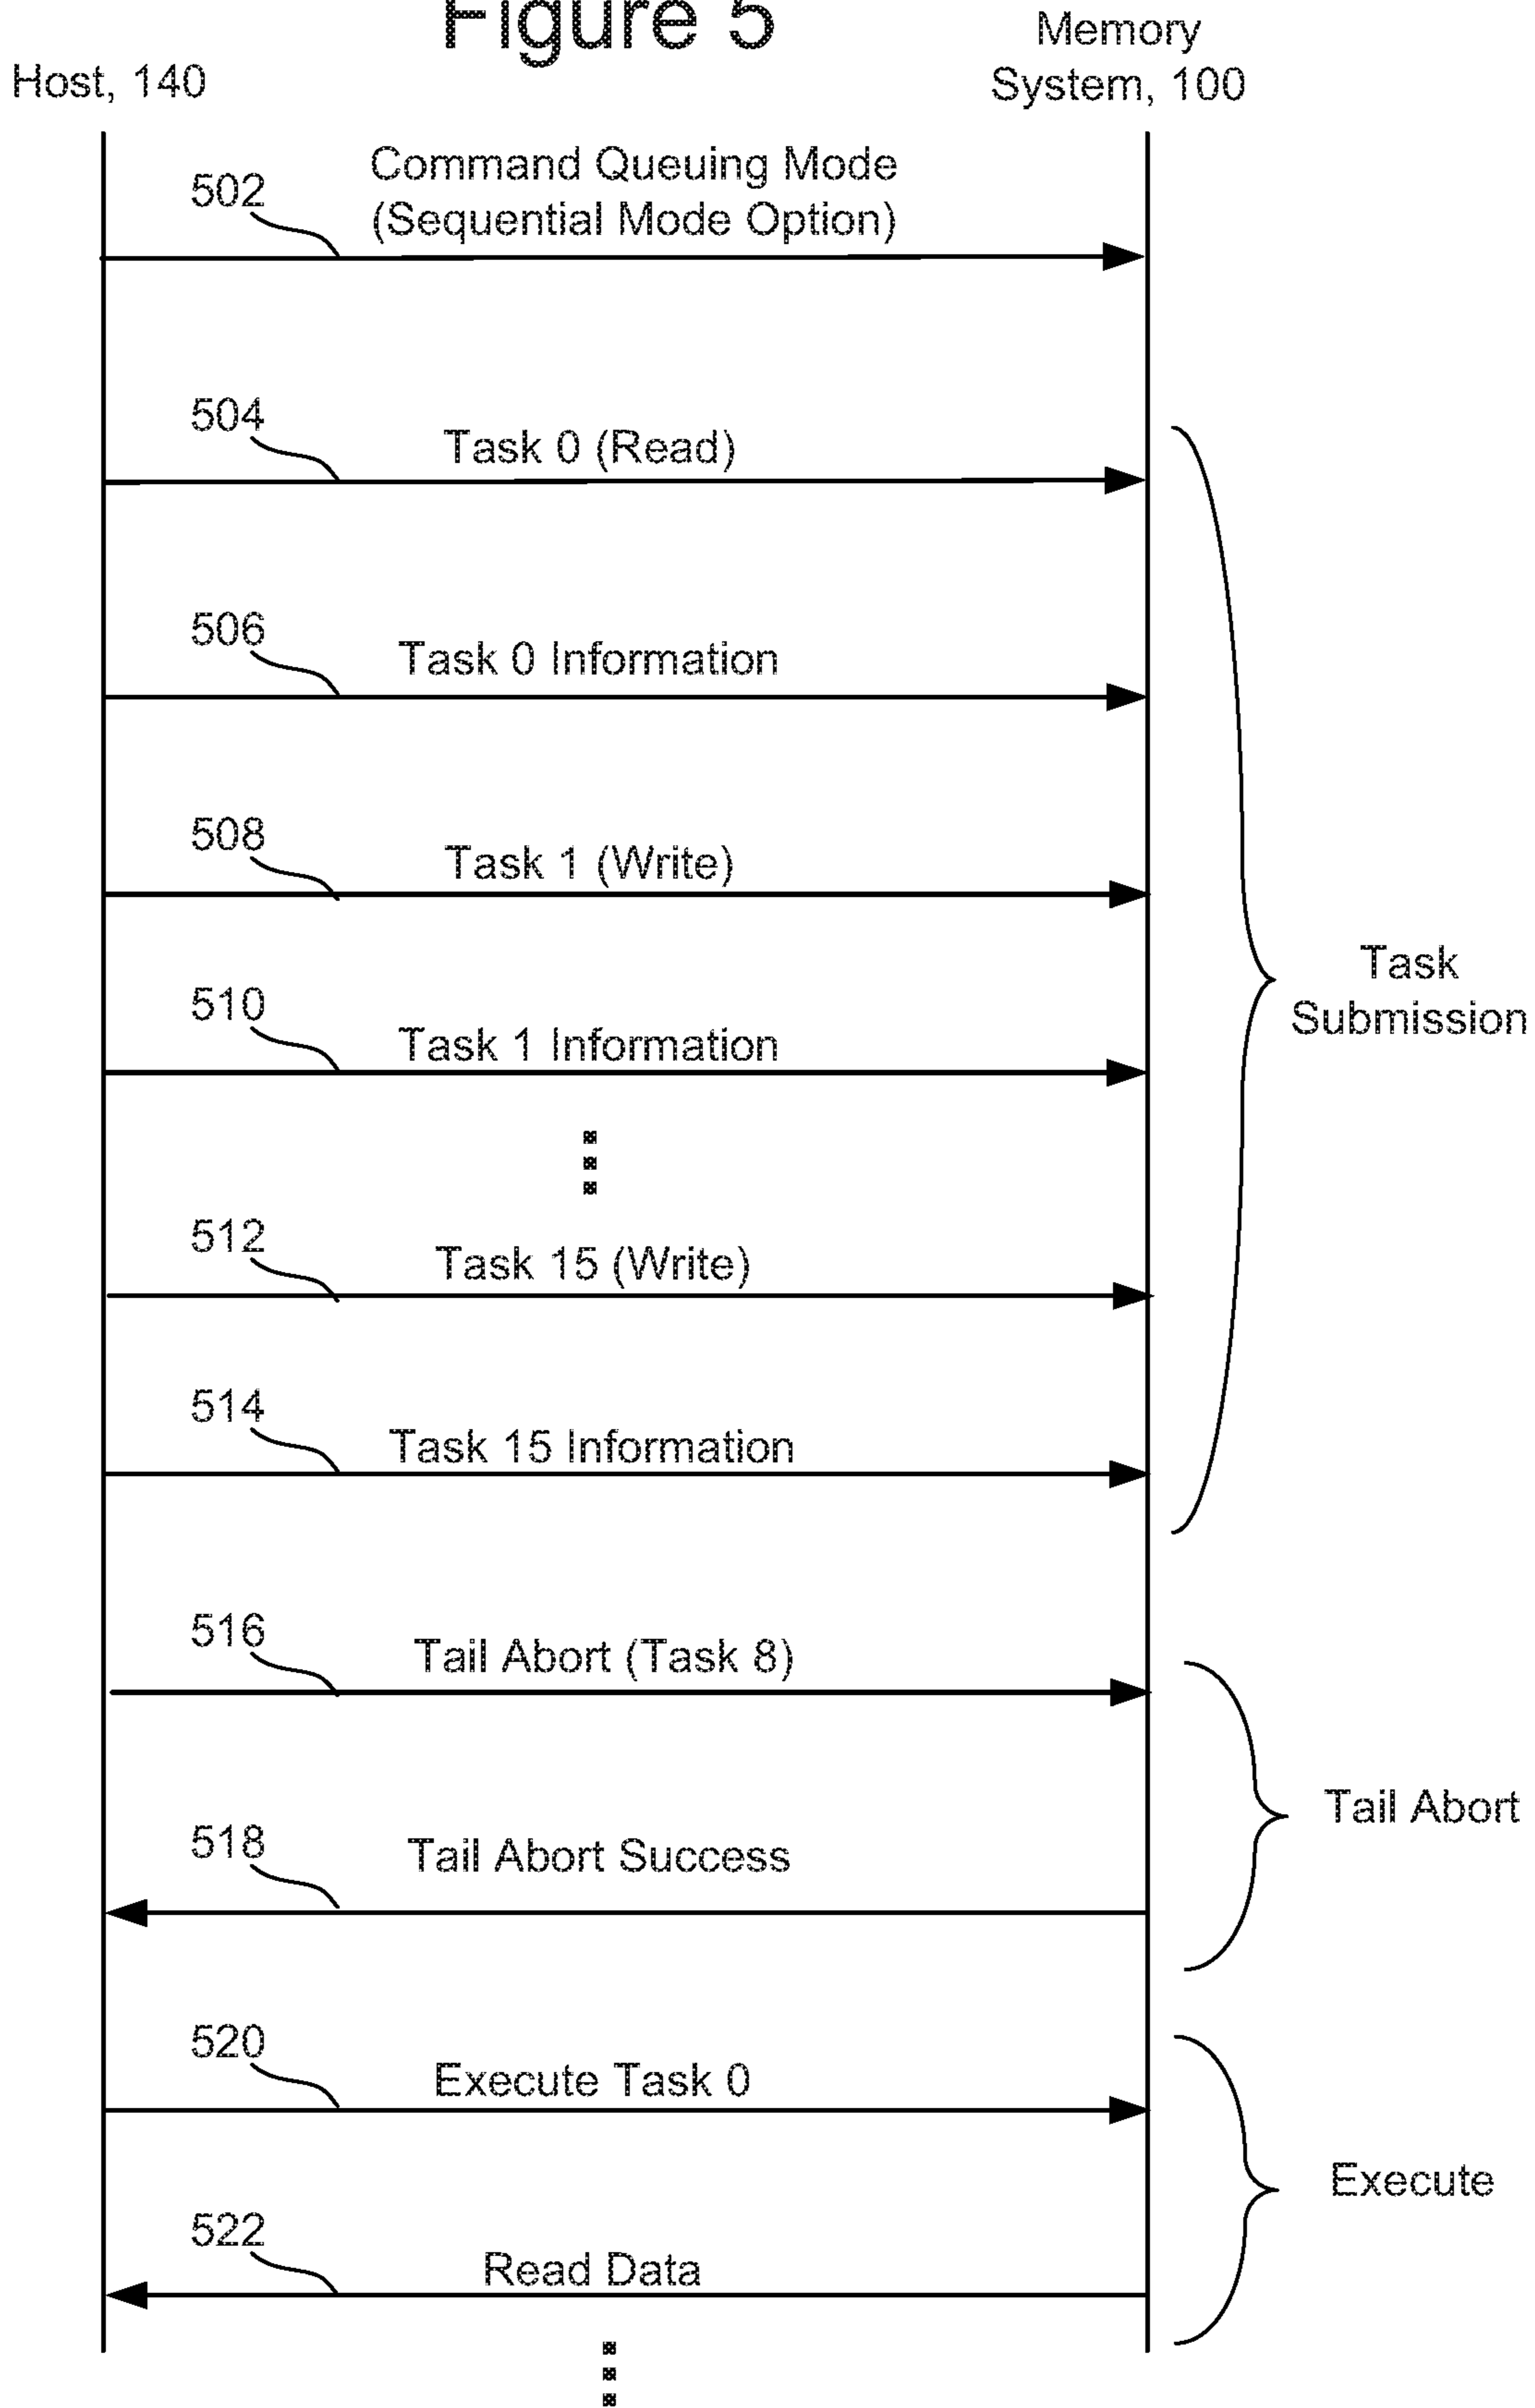 Figure 5
Host, 140
Memory
System, 100
502
Command Queuing Mode
(Sequential Mode Option)
504
Task 0 (Read)
506
Task 0 Information
508
Task 1 (Write)
510
Task 1 Information
Task
Submission
512
Task 15 (Write)
514
Task 15 Information
516
Tail Abort (Task 8)
Tail Abort
518
Tail Abort Success
520
Execute Task 0
Execute
522
Read Data